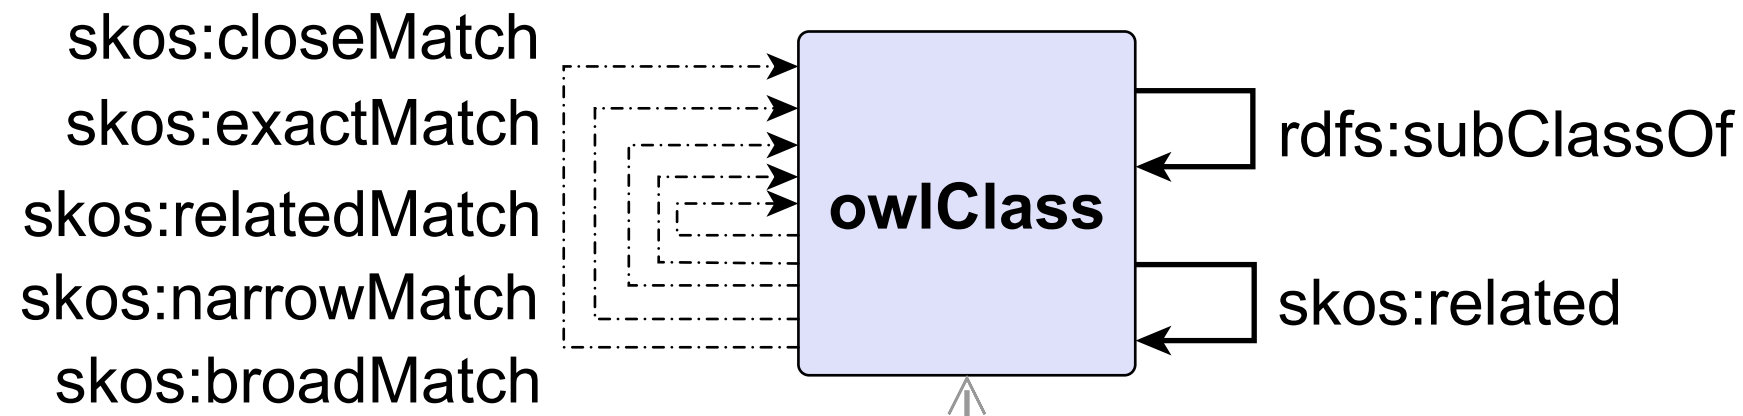 skos:closeMatch
skos:exactMatch
skos:relatedMatch
skos:narrowMatch
skos:broadMatch
owlClass
rdfs:subClassOf
skos:related